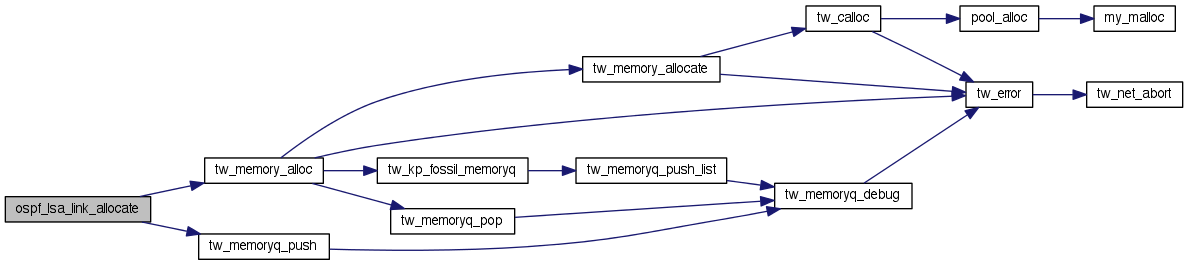 tw_calloc
pool_alloc
my_malloc
tw_memory_allocate
tw_error
tw_net_abort
tw_memory_alloc
tw_kp_fossil_memoryq
tw_memoryq_push_list
tw_memoryq_debug
ospf_lsa_link_allocate
tw_memoryq_pop
tw_memoryq_push